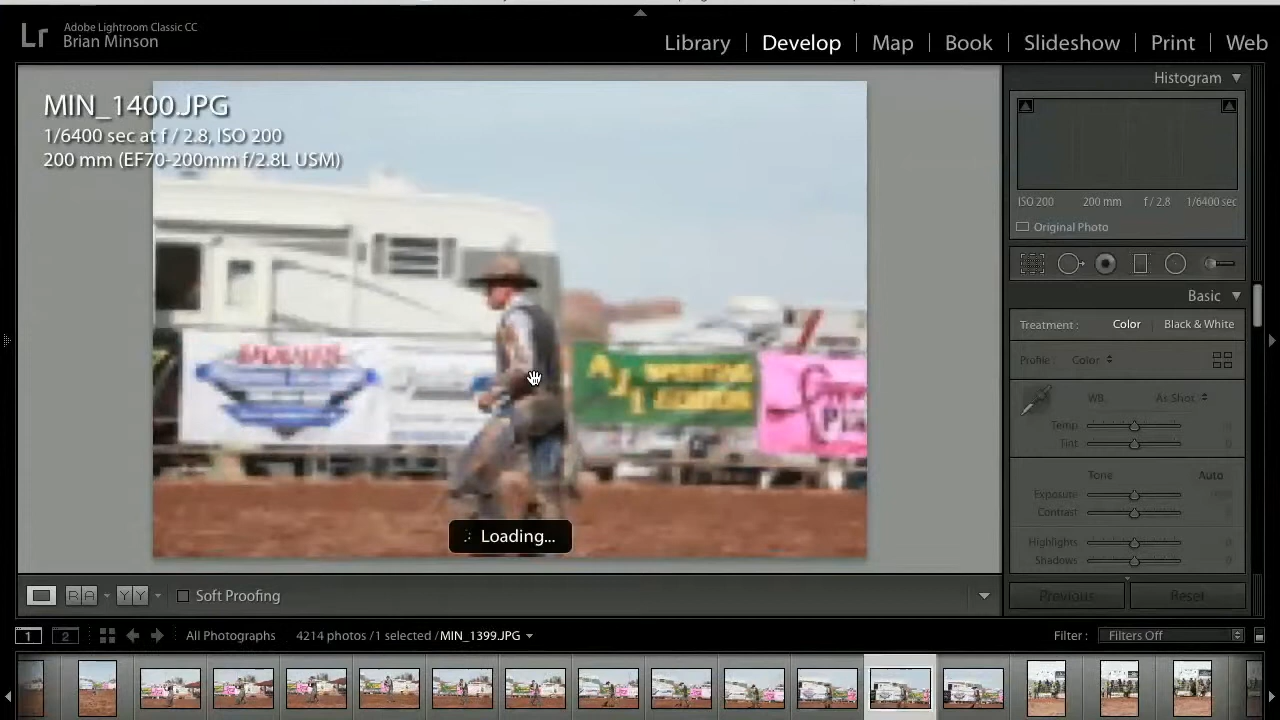 Lr
Adobe Lightroom Classic CC
Brian Minson
Library | Develop | Map | Book | Slideshow | Print | Web
MIN_1400.JPG
1/6400 sec at f / 2.8, ISO 200
200 mm (EF70-200mm f/2.8L USM)
Loading...
Histogram
ISO 200 200 mm f / 2.8 1/6400 sec
Original Photo
Basic
Treatment : Color | Black & White
Profile : Color
WB: As Shot
Temp
Tint
Tone Auto
Exposure
Contrast
Highlights
Shadows
Previous Reset
R A Y Y Soft Proofing
1 2 All Photographs 4214 photos /1 selected /MIN_1399.JPG Filter : Filters Off